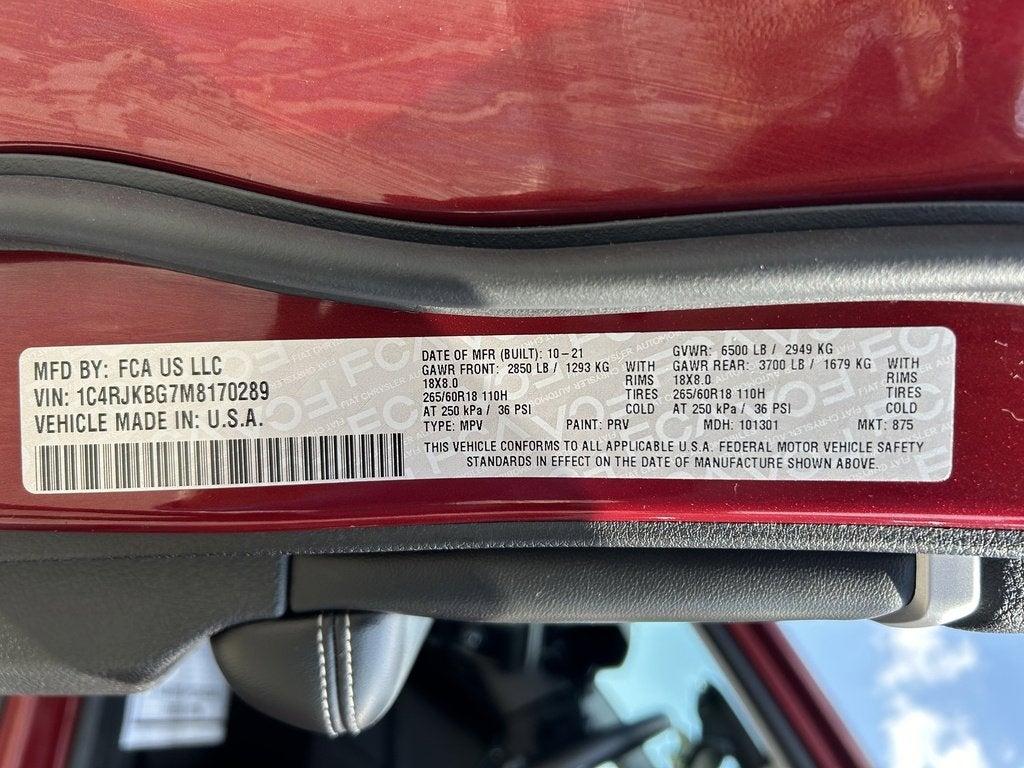 MFD BY: FCA US LLC
VIN: 1C4RJKBG7M8170289
VEHICLE MADE IN: U.S.A.
DATE OF MFR (BUILT): 10-21 GVWR: 6500 LB / 2949 KG
GAWR FRONT: 2850 LB / 1293 KG WITH GAWR REAR: 3700 LB / 1679 KG WITH
18X8.0 RIMS 18X8.0 RIMS
265/60R18 110H TIRES 265/60R18 110H TIRES
AT 250 kPa / 36 PSI COLD AT 250 kPa / 36 PSI COLD
TYPE: MPV PAINT: PRV MDH: 101301 MKT: 875
THIS VEHICLE CONFORMS TO ALL APPLICABLE U.S.A. FEDERAL MOTOR VEHICLE SAFETY
STANDARDS IN EFFECT ON THE DATE OF MANUFACTURE SHOWN ABOVE.